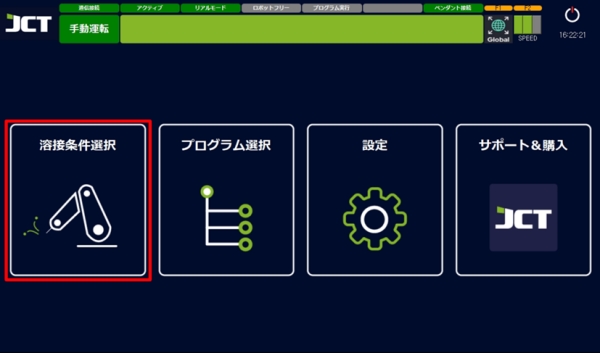 JCT
通信接続
アクティブ
リアルモード
ロボットフリー
プログラム実行
ペンダント接続
F1
F2
手動運転
Global
SPEED
16:22:21
溶接条件選択
プログラム選択
設定
サポート&購入
JCT